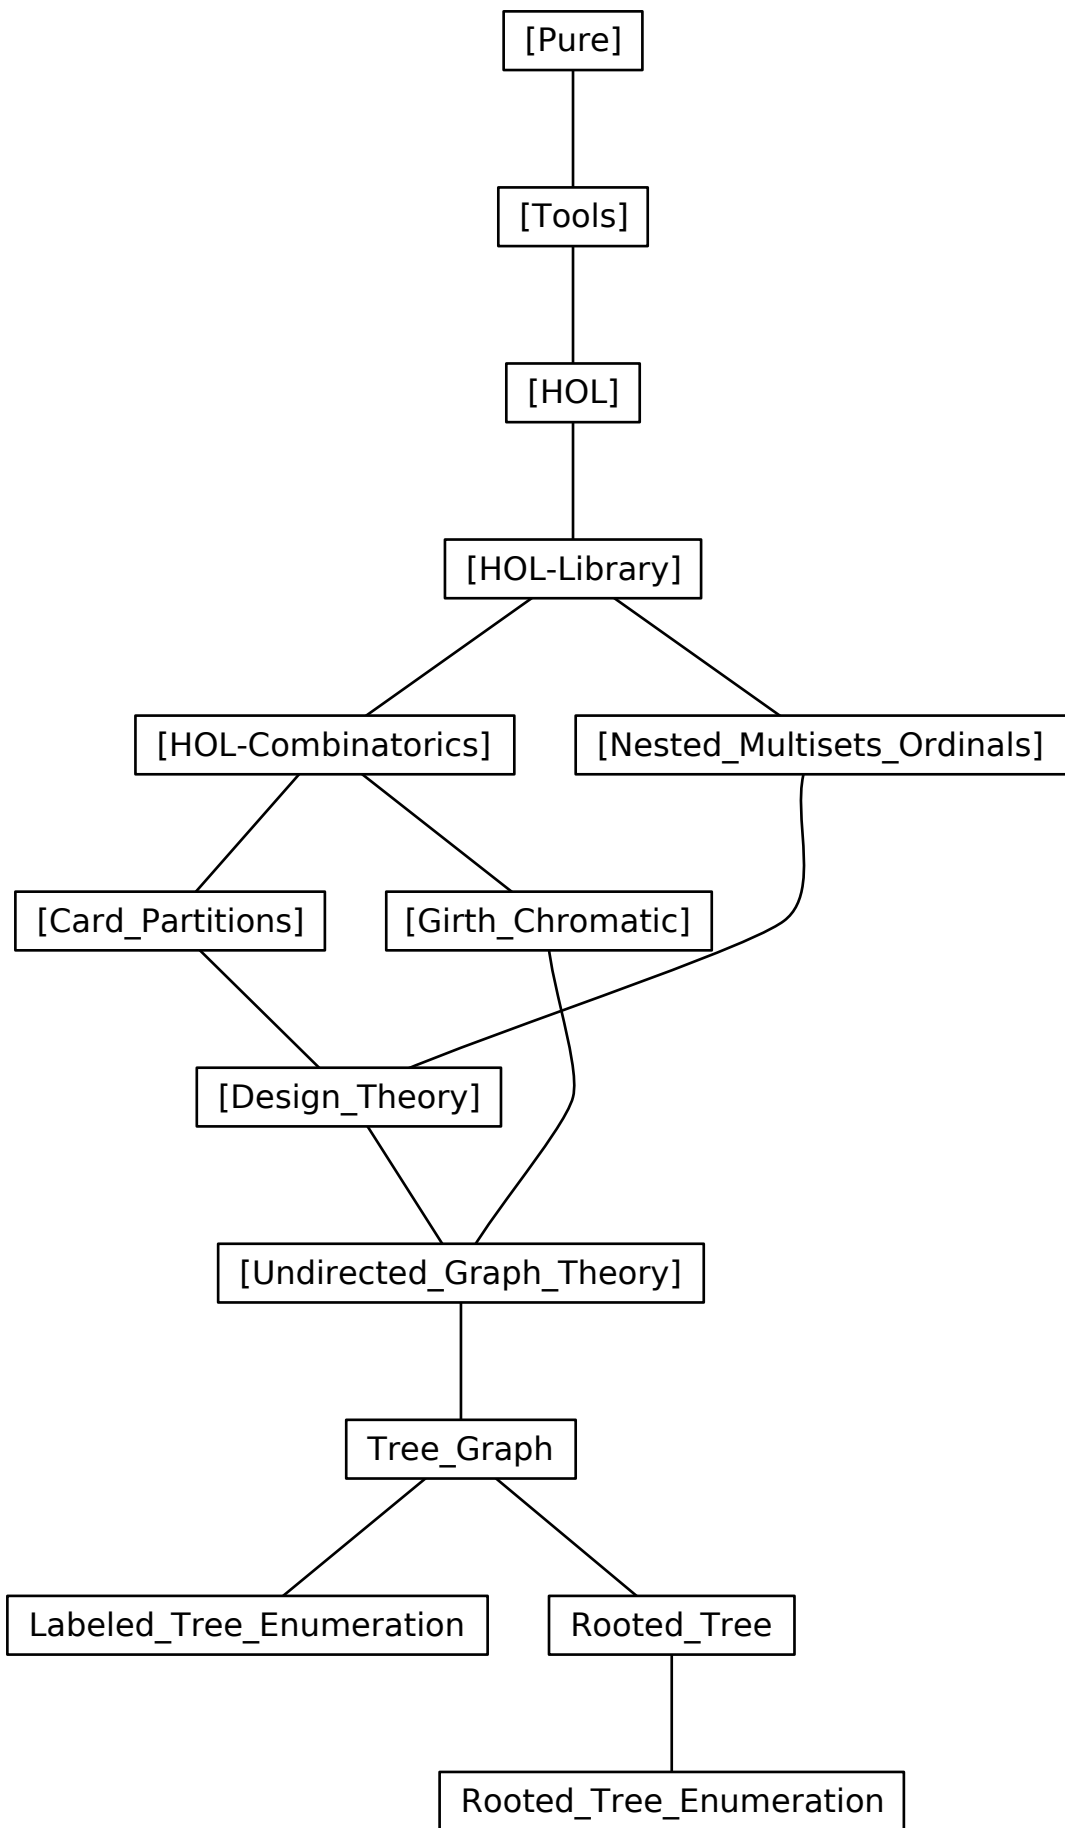 [Pure]
[Tools]
[HOL]
[HOL-Library]
[HOL-Combinatorics]
[Nested_Multisets_Ordinals]
[Card_Partitions]
[Girth_Chromatic]
[Design_Theory]
[Undirected_Graph_Theory]
Tree_Graph
Labeled_Tree_Enumeration
Rooted_Tree
Rooted_Tree_Enumeration